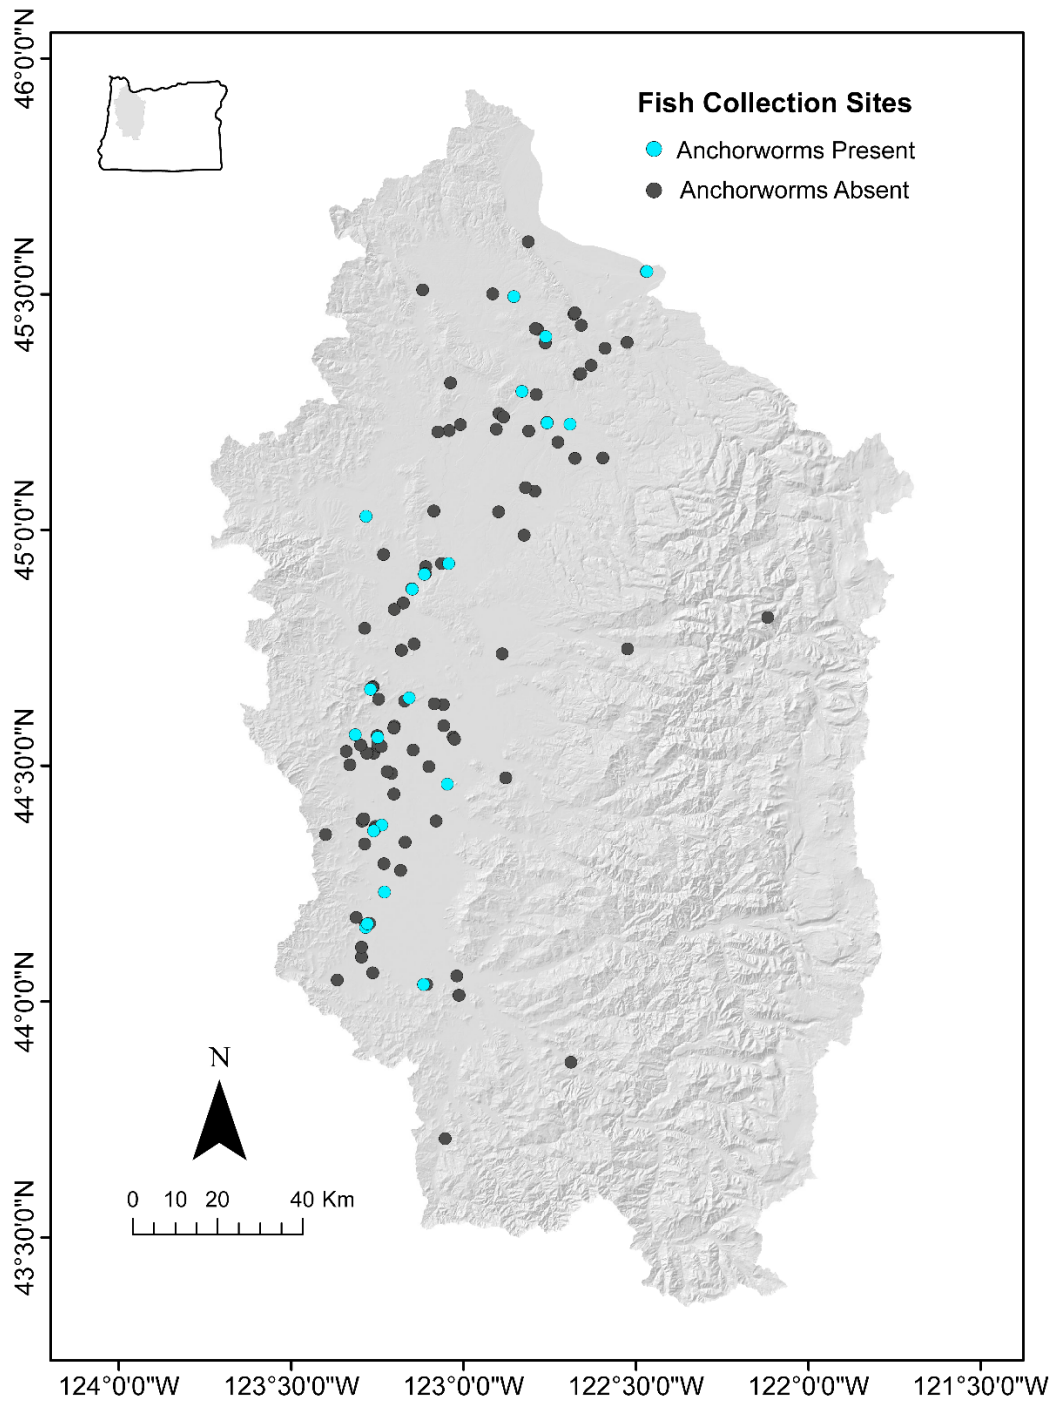 Fish Collection Sites
Anchorworms Present
Anchorworms Absent
46°0'0"N
45°30'0"N
45°0'0"N
44°30'0"N
44°0'0"N
43°30'0"N
N
0 10 20 40 Km
124°0'0"W 123°30'0"W 123°0'0"W 122°30'0"W 122°0'0"W 121°30'0"W